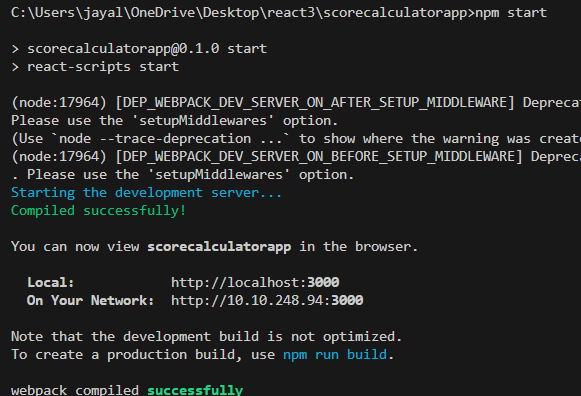 C:\Users\jayal\OneDrive\Desktop\react3\scorecalculatorapp>npm start
> scorecalculatorapp@0.1.0 start
> react-scripts start
(node:17964) [DEP_WEBPACK_DEV_SERVER_ON_AFTER_SETUP_MIDDLEWARE] Depreca
Please use the 'setupMiddlewares' option.
(Use `node --trace-deprecation ...` to show where the warning was create
(node:17964) [DEP_WEBPACK_DEV_SERVER_ON_BEFORE_SETUP_MIDDLEWARE] Depreca
. Please use the 'setupMiddlewares' option.
Starting the development server...
Compiled successfully!
You can now view scorecalculatorapp in the browser.
Local: http://localhost:3000
On Your Network: http://10.10.248.94:3000
Note that the development build is not optimized.
To create a production build, use npm run build.
webpack compiled successfully